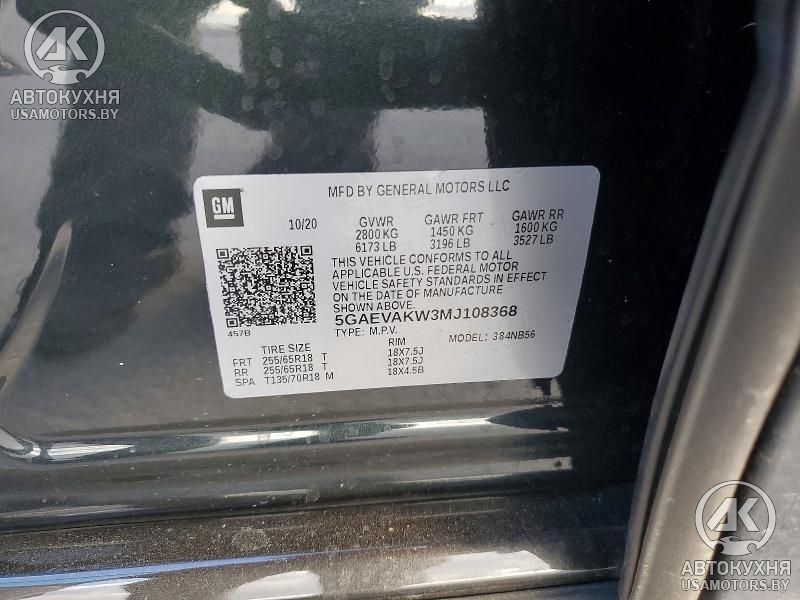 AK
АВТОКУХНЯ
USAMOTORS.BY
GM
MFD BY GENERAL MOTORS LLC
10/20
GVWR GAWR FRT GAWR RR
2800 KG 1450 KG 1600 KG
6173 LB 3196 LB 3527 LB
THIS VEHICLE CONFORMS TO ALL
APPLICABLE U.S. FEDERAL MOTOR
VEHICLE SAFETY STANDARDS IN EFFECT
ON THE DATE OF MANUFACTURE
SHOWN ABOVE.
457B
5GAEVAKW3MJ108368
TYPE: M.P.V. MODEL: 384NB56
TIRE SIZE RIM
FRT 255/65R18 T 18X7.5J
RR 255/65R18 T 18X7.5J
SPA T135/70R18 M 18X4.5B
AK
АВТОКУХНЯ
USAMOTORS.BY